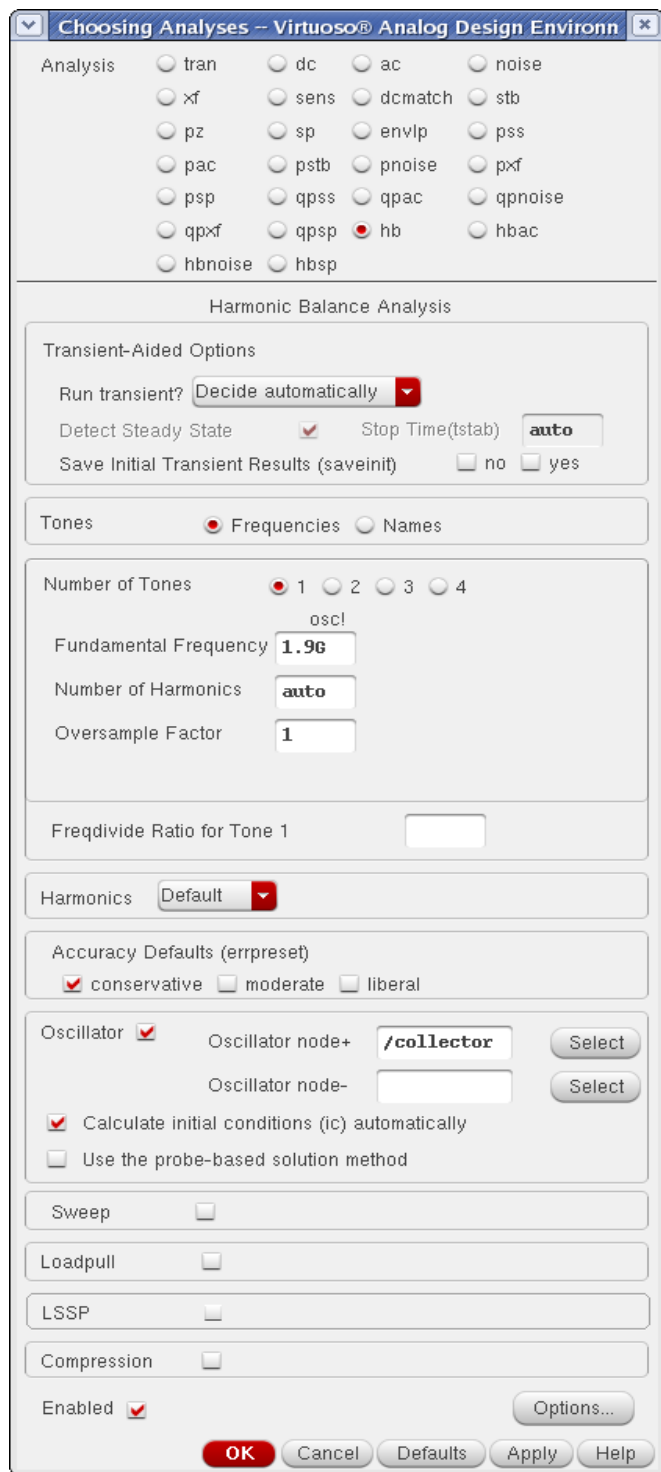 Choosing Analyses -- Virtuoso® Analog Design Environn
Analysis tran dc ac noise
xf sens dcmatch stb
pz sp envlp pss
pac pstb pnoise pxf
psp qpss qpac qpnoise
qpxf qpsp hb hbac
hbnoise hbsp
Harmonic Balance Analysis
Transient-Aided Options
Run transient? Decide automatically
Detect Steady State Stop Time(tstab) auto
Save Initial Transient Results (saveinit) no yes
Tones Frequencies Names
Number of Tones 1 2 3 4
osc!
Fundamental Frequency 1.9G
Number of Harmonics auto
Oversample Factor 1
Freqdivide Ratio for Tone 1
Harmonics Default
Accuracy Defaults (errpreset)
conservative moderate liberal
Oscillator Oscillator node+ /collector Select
Oscillator node- Select
Calculate initial conditions (ic) automatically
Use the probe-based solution method
Sweep
Loadpull
LSSP
Compression
Enabled Options...
OK Cancel Defaults Apply Help